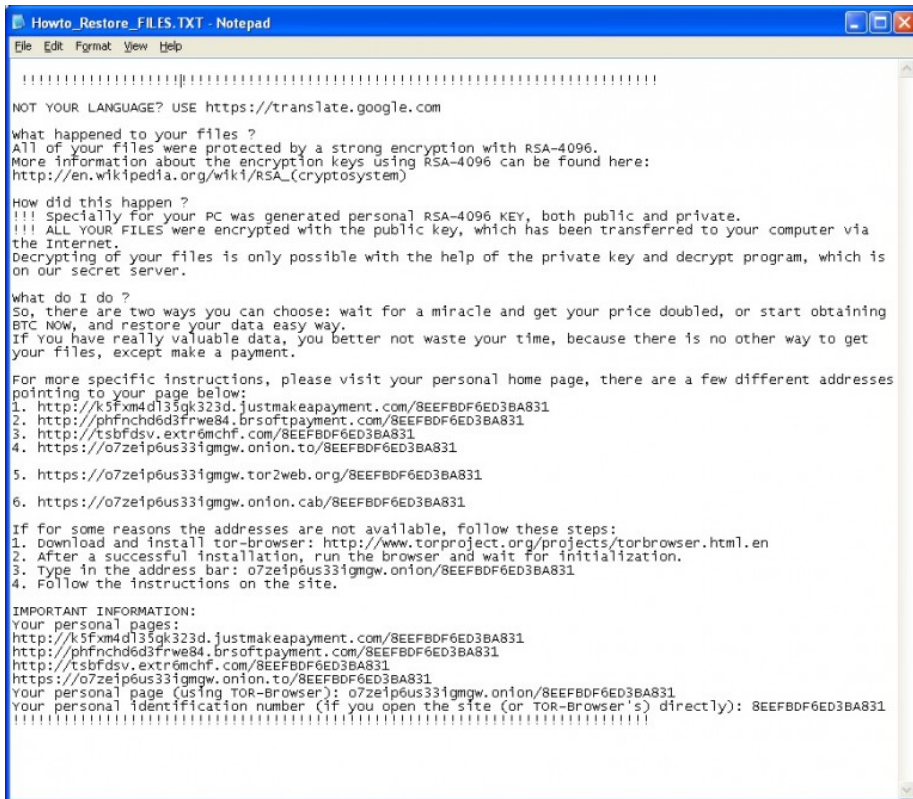 Howto_Restore_FILES.TXT - Notepad
File Edit Format View Help
!!!!!!!!!!!!!!!!!!!!!!!!!!!!!!!!!!!!!!!!!!!!!!!!!!!!!!!!!!!!!!!!!!!!!!!!!!!!
NOT YOUR LANGUAGE? USE https://translate.google.com
What happened to your files ?
All of your files were protected by a strong encryption with RSA-4096.
More information about the encryption keys using RSA-4096 can be found here:
http://en.wikipedia.org/wiki/RSA_(cryptosystem)
How did this happen ?
!!! Specially for your PC was generated personal RSA-4096 KEY, both public and private.
!!! ALL YOUR FILES were encrypted with the public key, which has been transferred to your computer via
the Internet.
Decrypting of your files is only possible with the help of the private key and decrypt program, which is
on our secret server.
What do I do ?
So, there are two ways you can choose: wait for a miracle and get your price doubled, or start obtaining
BTC NOW, and restore your data easy way.
If You have really valuable data, you better not waste your time, because there is no other way to get
your files, except make a payment.
For more specific instructions, please visit your personal home page, there are a few different addresses
pointing to your page below:
1. http://k5fxm4dl35gk323d.justmakeapayment.com/8EEFBDF6ED3BA831
2. http://phfnchd6d3frwe84.brsoftpayment.com/8EEFBDF6ED3BA831
3. http://tsbfdsv.extr6mchf.com/8EEFBDF6ED3BA831
4. https://o7zeip6us33igmgw.onion.to/8EEFBDF6ED3BA831
5. https://o7zeip6us33igmgw.tor2web.org/8EEFBDF6ED3BA831
6. https://o7zeip6us33igmgw.onion.cab/8EEFBDF6ED3BA831
If for some reasons the addresses are not available, follow these steps:
1. Download and install tor-browser: http://www.torproject.org/projects/torbrowser.html.en
2. After a successful installation, run the browser and wait for initialization.
3. Type in the address bar: o7zeip6us33igmgw.onion/8EEFBDF6ED3BA831
4. Follow the instructions on the site.
IMPORTANT INFORMATION:
Your personal pages:
http://k5fxm4dl35gk323d.justmakeapayment.com/8EEFBDF6ED3BA831
http://phfnchd6d3frwe84.brsoftpayment.com/8EEFBDF6ED3BA831
http://tsbfdsv.extr6mchf.com/8EEFBDF6ED3BA831
https://o7zeip6us33igmgw.onion.to/8EEFBDF6ED3BA831
Your personal page (using TOR-Browser): o7zeip6us33igmgw.onion/8EEFBDF6ED3BA831
Your personal identification number (if you open the site (or TOR-Browser's) directly): 8EEFBDF6ED3BA831
!!!!!!!!!!!!!!!!!!!!!!!!!!!!!!!!!!!!!!!!!!!!!!!!!!!!!!!!!!!!!!!!!!!!!!!!!!!!